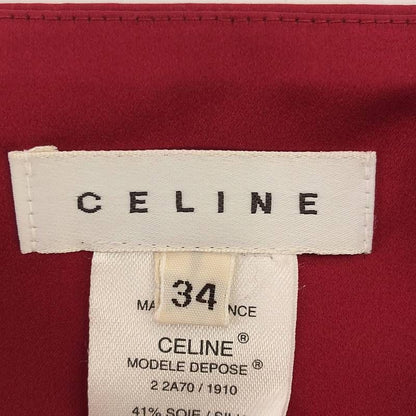 CELINE
34
MA NCE
CELINE®
MODELE DEPOSE®
2 2A70 / 1910
41% SOIE / SIL